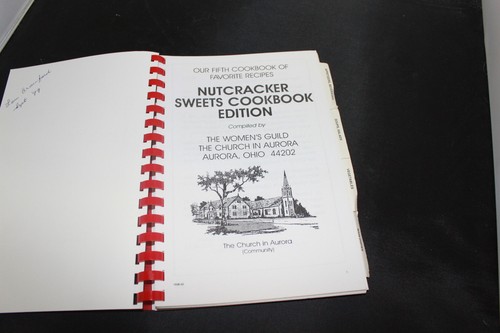 OUR FIFTH COOKBOOK OF
FAVORITE RECIPES
NUTCRACKER
SWEETS COOKBOOK
EDITION
Compiled by
THE WOMEN'S GUILD
THE CHURCH IN AURORA
AURORA, OHIO 44202
The Church in Aurora
(Community)